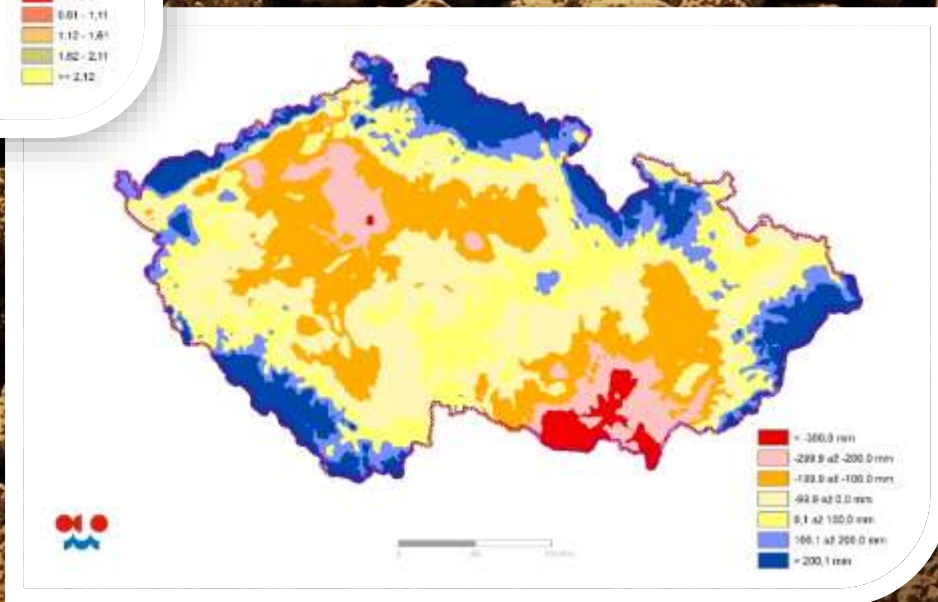 0,81 - 1,11
1,12 - 1,61
1,62 - 2,11
>= 2,12
< -300,0 mm
-299,9 až -200,0 mm
-199,9 až -100,0 mm
-99,9 až 0,0 mm
0,1 až 100,0 mm
100,1 až 200,0 mm
> 200,1 mm
0